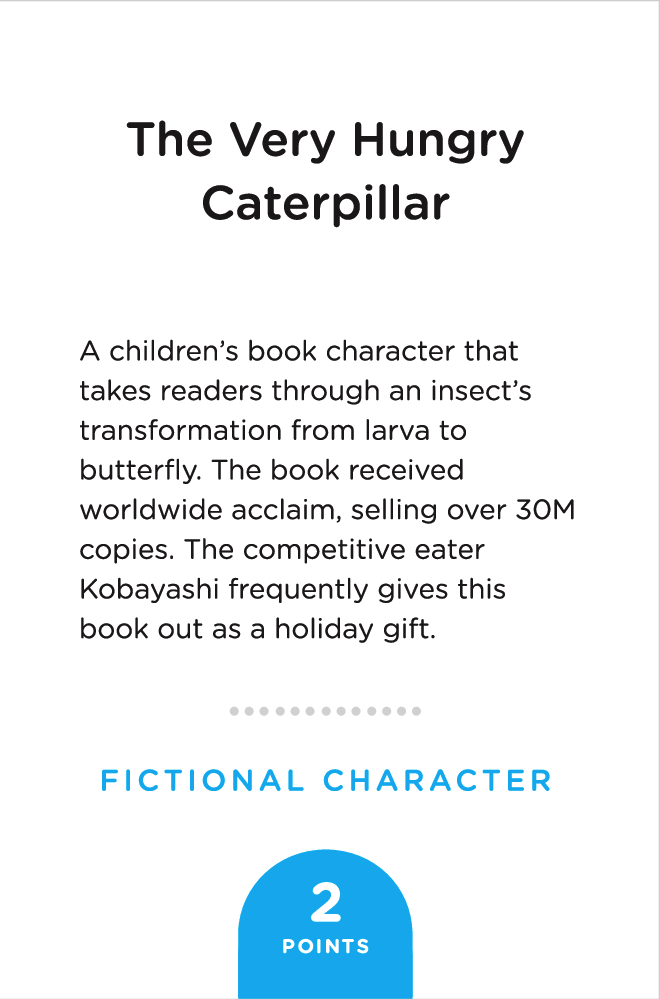 The Very Hungry
Caterpillar
A children’s book character that
takes readers through an insect’s
transformation from larva to
butterfly. The book received
worldwide acclaim, selling over 30M
copies. The competitive eater
Kobayashi frequently gives this
book out as a holiday gift.
FICTIONAL CHARACTER
2
POINTS